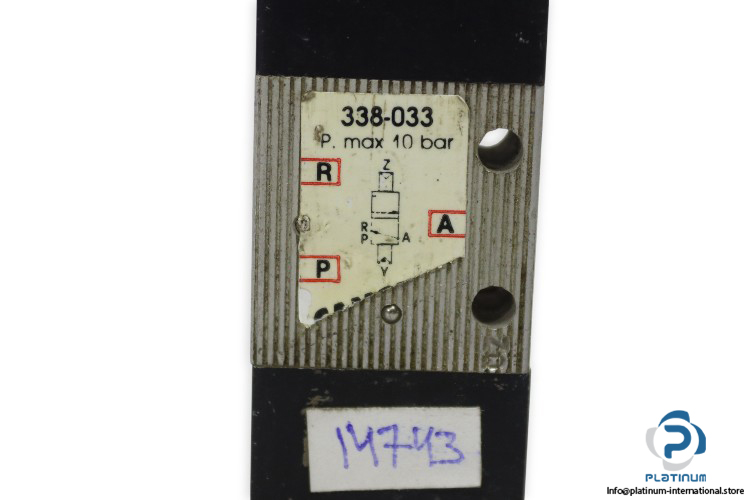 338-033
P. max 10 bar
R
Z
R
P A
A
P
Y
14743
PLATINUM
Info@platinum-international.store